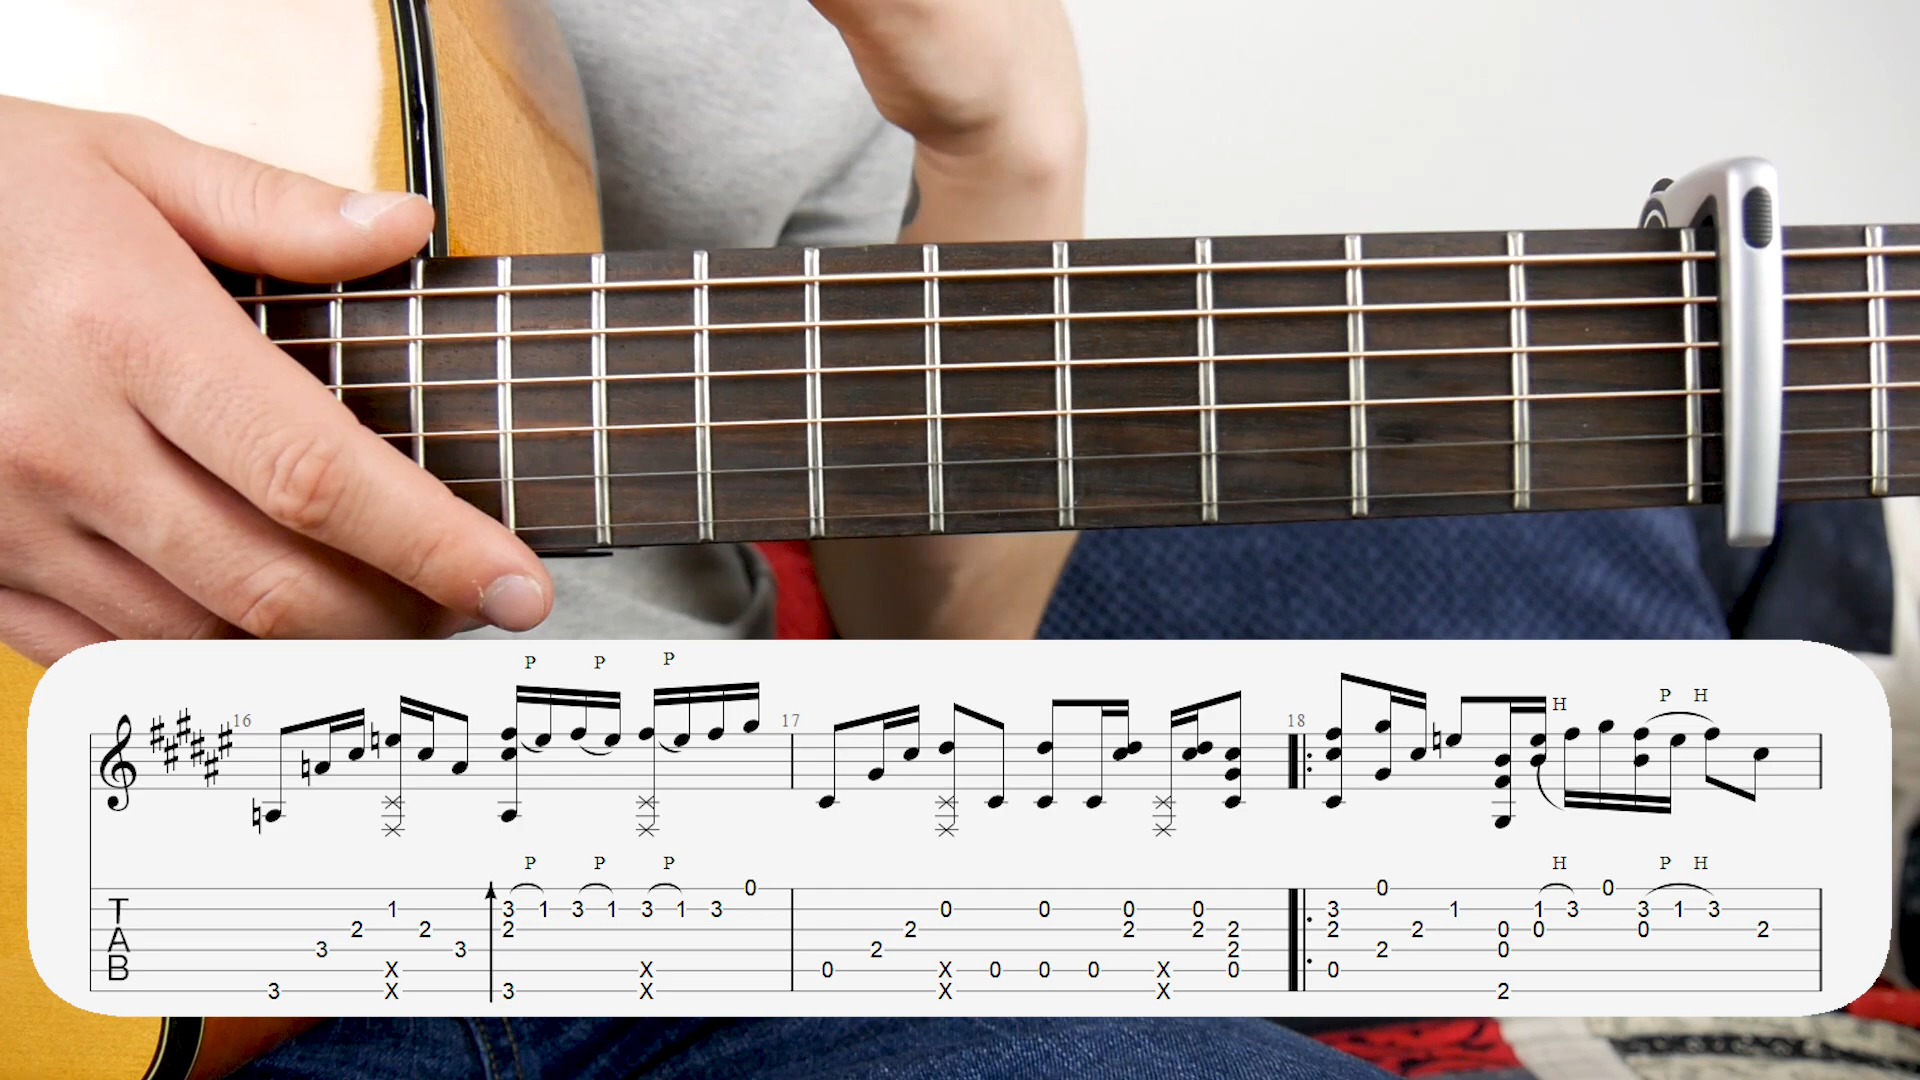 P P P
H P H
16 17 18
P P P H P H
0 0 0
T 1 3 1 3 1 3 1 3 0 0 0 0 3 1 1 3 3 1 3
A 2 2 2 2 2 2 2 2 2 0 0 0 2
3 3 2 2 2 0
B X X 0 X 0 0 0 X 0 0
3 X 3 X X X 2